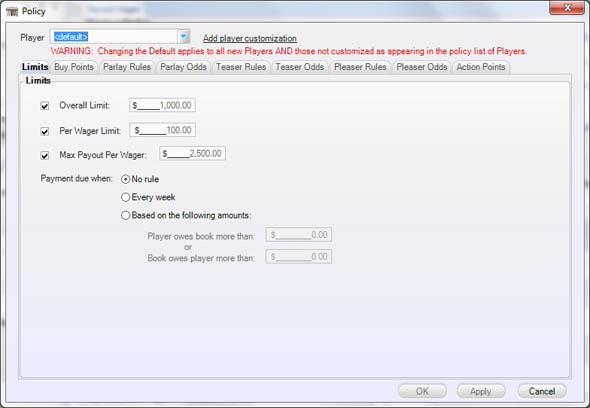 Policy
Player <default> Add player customization
WARNING: Changing the Default applies to all new Players AND those not customized as appearing in the policy list of Players.
Limits Buy Points Parlay Rules Parlay Odds Teaser Rules Teaser Odds Pleaser Rules Pleaser Odds Action Points
Limits
Overall Limit: $_____1,000.00
Per Wager Limit: $______100.00
Max Payout Per Wager: $_____2,500.00
Payment due when: No rule
Every week
Based on the following amounts:
Player owes book more than: $________0.00
or
Book owes player more than: $________0.00
OK Apply Cancel